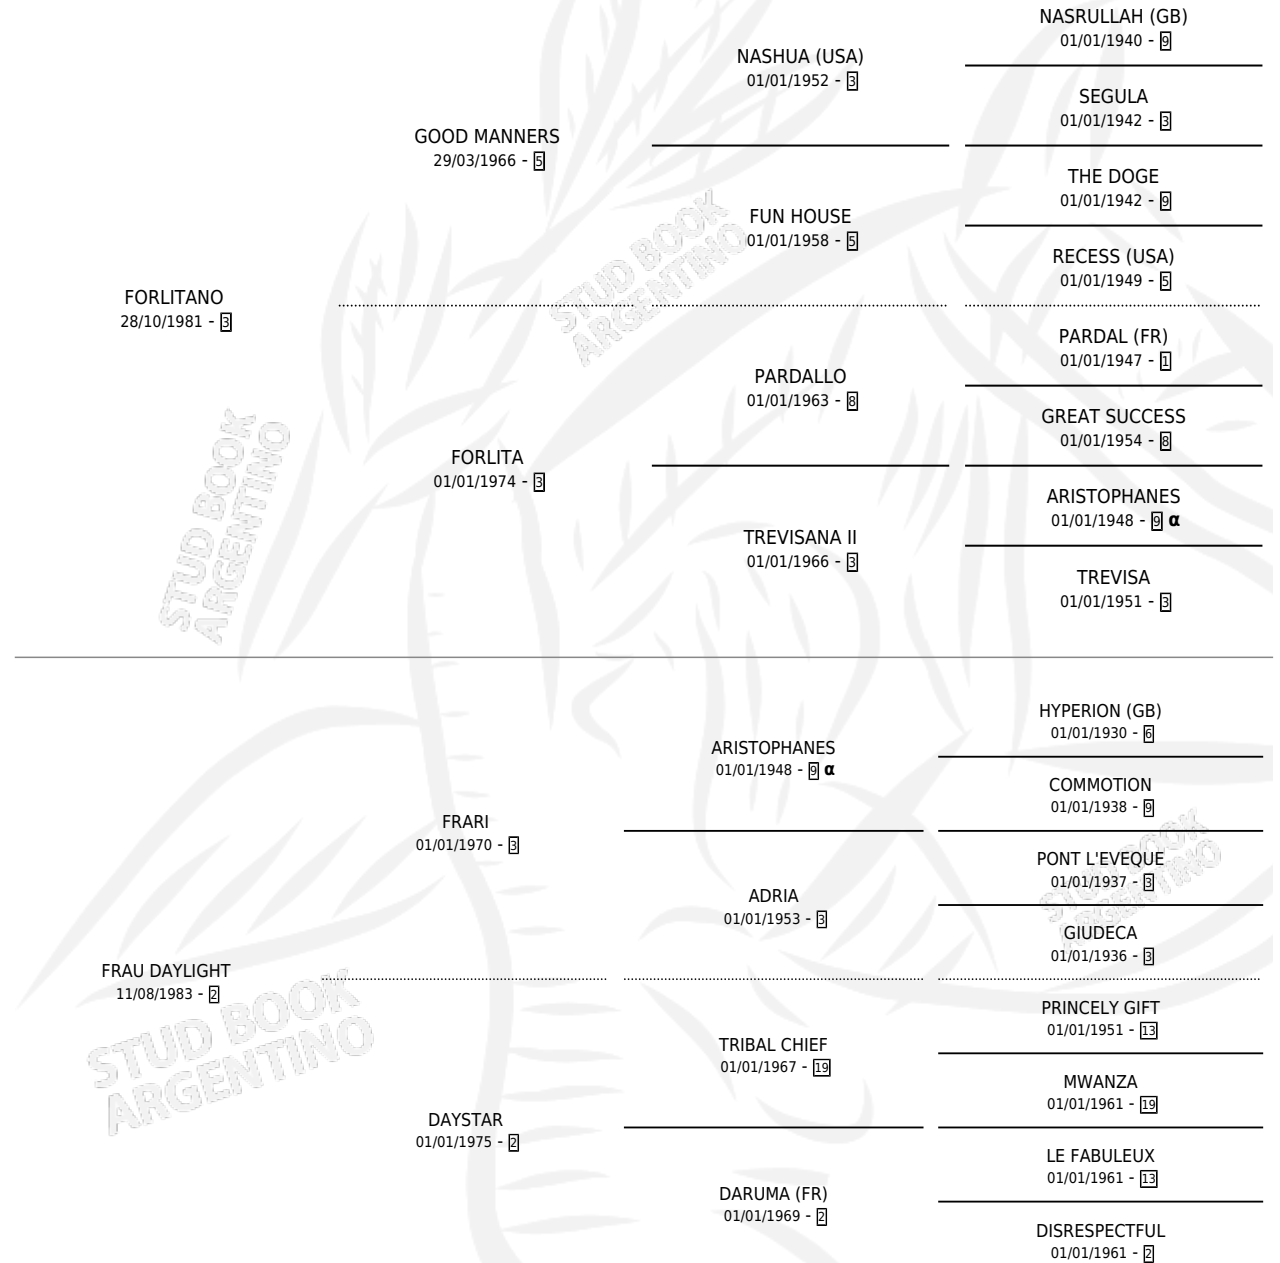 NASRULLAH (GB)
01/01/1940 - 9
NASHUA (USA)
01/01/1952 - 3
SEGULA
01/01/1942 - 3
GOOD MANNERS
29/03/1966 - 5
THE DOGE
01/01/1942 - 9
FUN HOUSE
01/01/1958 - 5
RECESS (USA)
01/01/1949 - 5
FORLITANO
28/10/1981 - 3
PARDAL (FR)
01/01/1947 - 1
PARDALLO
01/01/1963 - 8
GREAT SUCCESS
01/01/1954 - 8
FORLITA
01/01/1974 - 3
ARISTOPHANES
01/01/1948 - 9 α
TREVISANA II
01/01/1966 - 3
TREVISA
01/01/1951 - 3
HYPERION (GB)
01/01/1930 - 6
ARISTOPHANES
01/01/1948 - 9 α
COMMOTION
01/01/1938 - 9
FRARI
01/01/1970 - 3
PONT L'EVEQUE
01/01/1937 - 3
ADRIA
01/01/1953 - 3
GIUDECA
01/01/1936 - 3
FRAU DAYLIGHT
11/08/1983 - 2
PRINCELY GIFT
01/01/1951 - 13
TRIBAL CHIEF
01/01/1967 - 19
MWANZA
01/01/1961 - 19
DAYSTAR
01/01/1975 - 2
LE FABULEUX
01/01/1961 - 13
DARUMA (FR)
01/01/1969 - 2
DISRESPECTFUL
01/01/1961 - 2
STUD BOOK
ARGENTINO
STUD BOOK
ARGENTINO
STUD BOOK
ARGENTINO
STUD BOOK
ARGENTINO